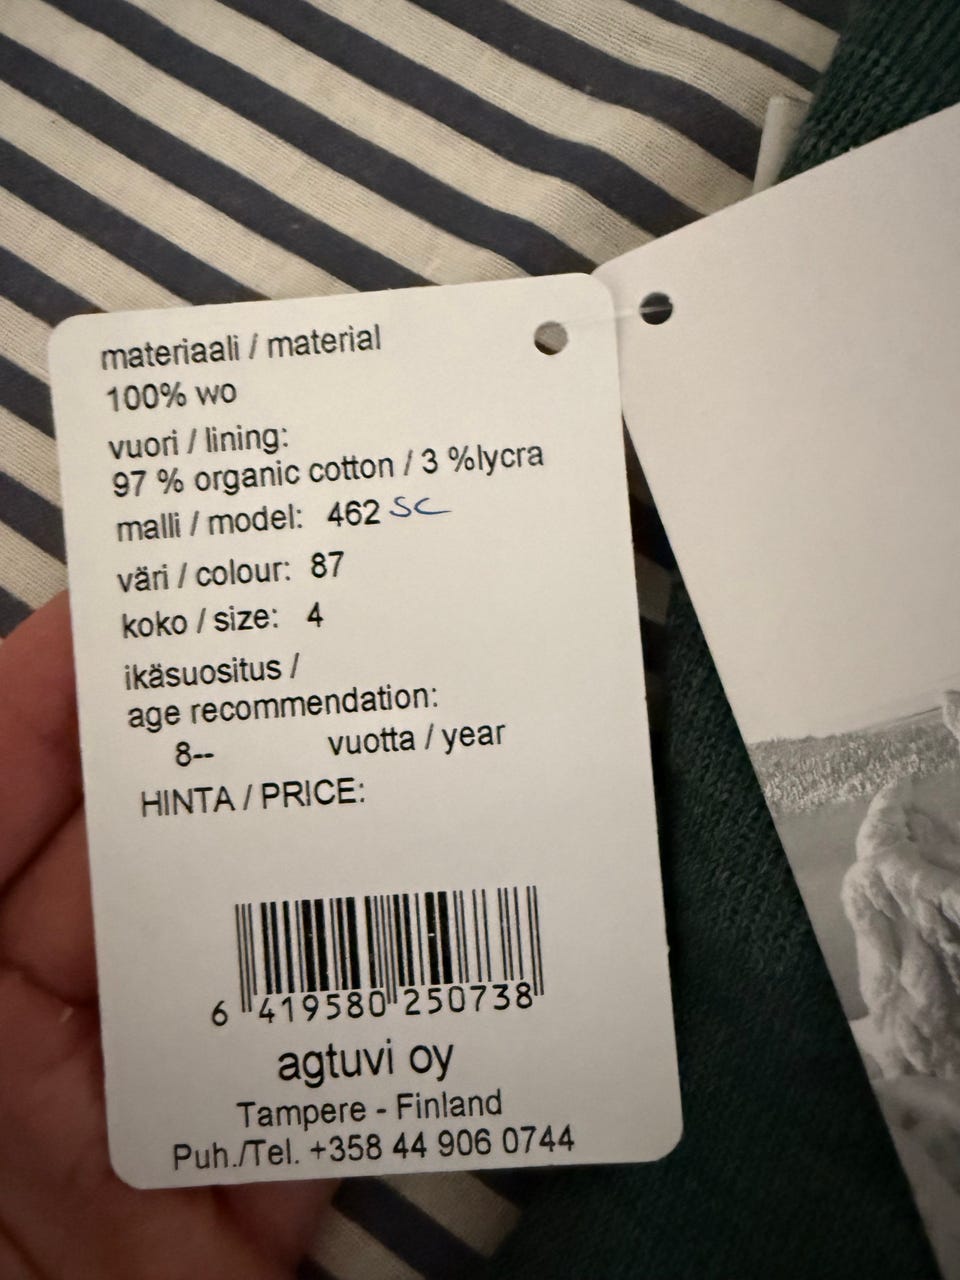 materiaali / material
100% wo
vuori / lining:
97 % organic cotton / 3 %lycra
malli / model: 462 SC
väri / colour: 87
koko / size: 4
ikäsuositus /
age recommendation:
8-- vuotta / year
HINTA / PRICE:
6 419580 250738
agtuvi oy
Tampere - Finland
Puh./Tel. +358 44 906 0744